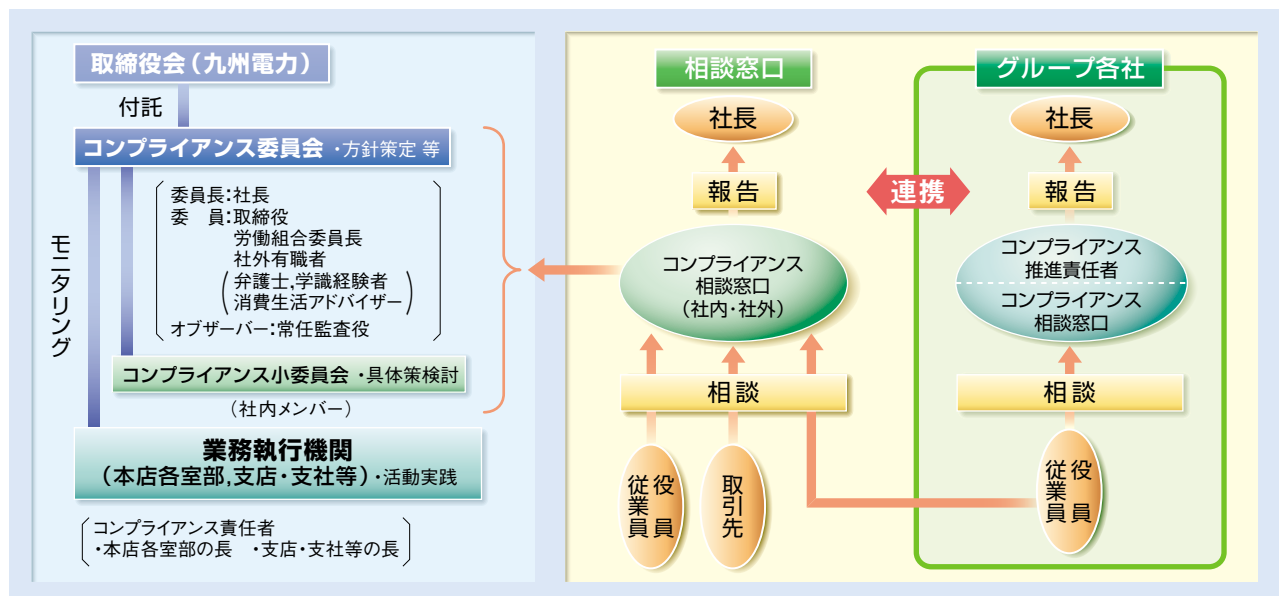 取締役会（九州電力）
付託
コンプライアンス委員会 ・方針策定 等
委員長：社長
委　員：取締役
労働組合委員長
社外有職者
（弁護士,学識経験者
消費生活アドバイザー）
オブザーバー：常任監査役
モニタリング
コンプライアンス小委員会 ・具体策検討
（社内メンバー）
業務執行機関
（本店各室部,支店・支社等）・活動実践
コンプライアンス責任者
・本店各室部の長　・支店・支社等の長
相談窓口
社長
報告
コンプライアンス
相談窓口
（社内・社外）
相談
役員
従業員
取引先
連携
グループ各社
社長
報告
コンプライアンス
推進責任者
コンプライアンス
相談窓口
相談
役員
従業員